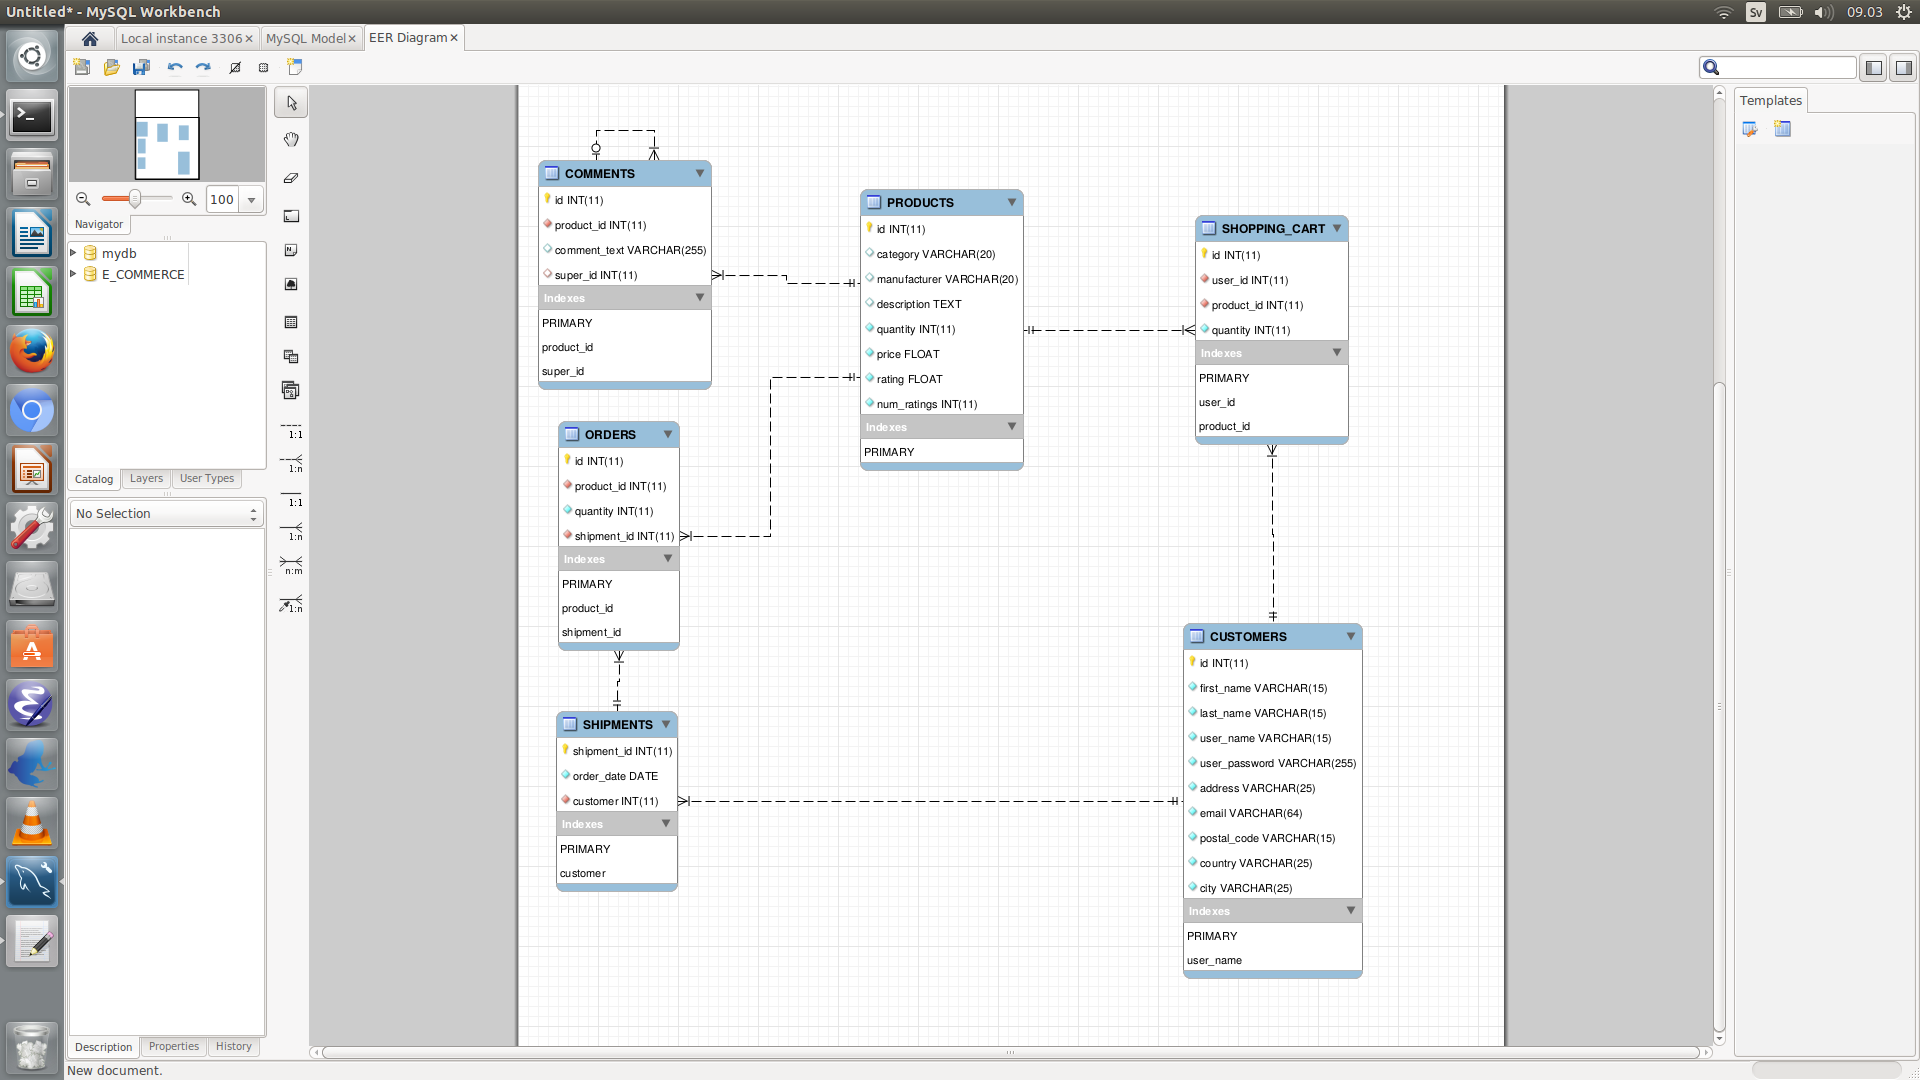 Untitled* - MySQL Workbench
Sv
09.03
Local instance 3306
MySQL Model
EER Diagram
100
Navigator
mydb
E_COMMERCE
Catalog
Layers
User Types
No Selection
Description
Properties
History
New document.
1:1
1:n
1:1
1:n
n:m
1:n
COMMENTS
id INT(11)
product_id INT(11)
comment_text VARCHAR(255)
super_id INT(11)
Indexes
PRIMARY
product_id
super_id
ORDERS
id INT(11)
product_id INT(11)
quantity INT(11)
shipment_id INT(11)
Indexes
PRIMARY
product_id
shipment_id
SHIPMENTS
shipment_id INT(11)
order_date DATE
customer INT(11)
Indexes
PRIMARY
customer
PRODUCTS
id INT(11)
category VARCHAR(20)
manufacturer VARCHAR(20)
description TEXT
quantity INT(11)
price FLOAT
rating FLOAT
num_ratings INT(11)
Indexes
PRIMARY
SHOPPING_CART
id INT(11)
user_id INT(11)
product_id INT(11)
quantity INT(11)
Indexes
PRIMARY
user_id
product_id
CUSTOMERS
id INT(11)
first_name VARCHAR(15)
last_name VARCHAR(15)
user_name VARCHAR(15)
user_password VARCHAR(255)
address VARCHAR(25)
email VARCHAR(64)
postal_code VARCHAR(15)
country VARCHAR(25)
city VARCHAR(25)
Indexes
PRIMARY
user_name
Templates